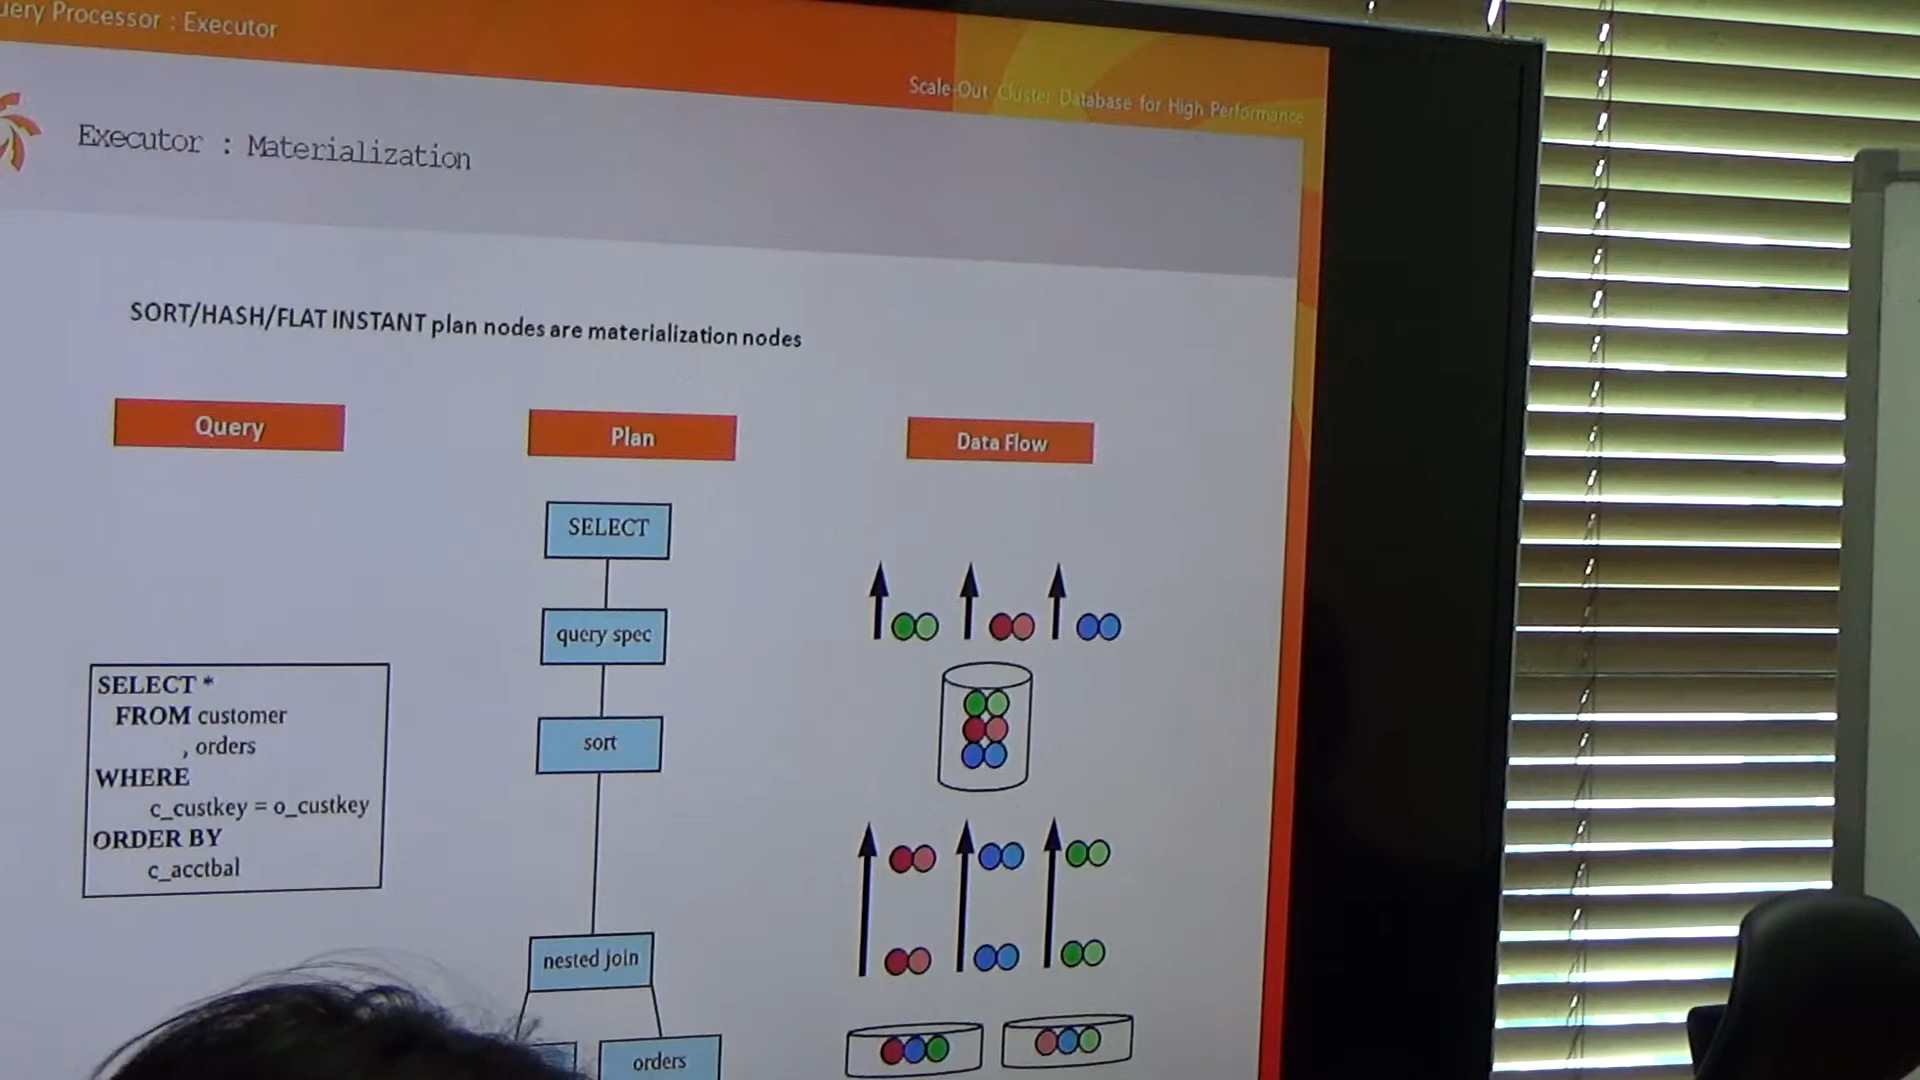 Processor : Executor
Scale-Out Cluster Database for High Performance
Executor : Materialization
SORT/HASH/FLAT INSTANT plan nodes are materialization nodes
Query
Plan
Data Flow
SELECT
query spec
sort
nested join
orders
SELECT *
FROM customer
, orders
WHERE
c_custkey = o_custkey
ORDER BY
c_acctbal